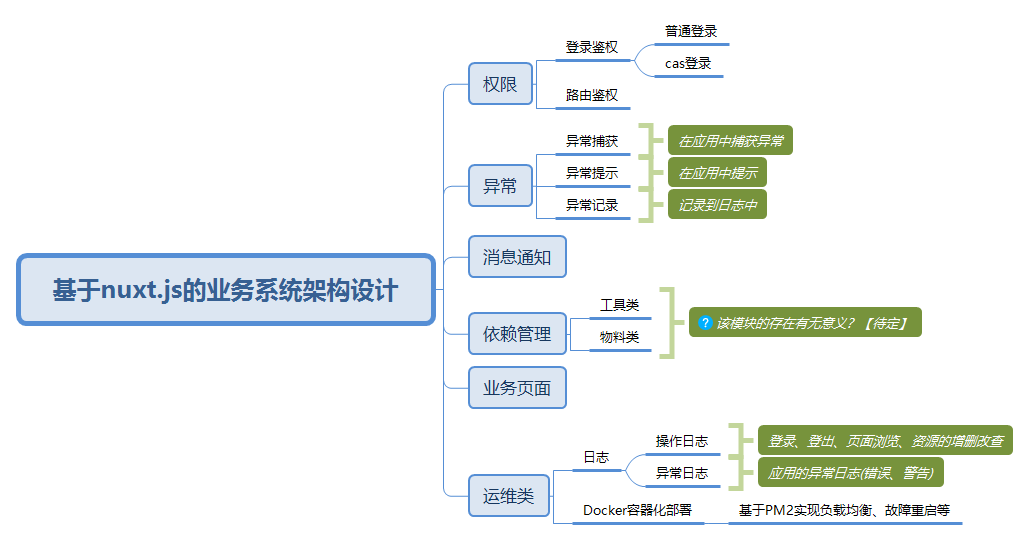 基于nuxt.js的业务系统架构设计
权限
登录鉴权
普通登录
cas登录
路由鉴权
异常
异常捕获
在应用中捕获异常
异常提示
在应用中提示
异常记录
记录到日志中
消息通知
依赖管理
工具类
物料类
?该模块的存在有无意义？【待定】
业务页面
运维类
日志
操作日志
登录、登出、页面浏览、资源的增删改查
异常日志
应用的异常日志(错误、警告)
Docker容器化部署
基于PM2实现负载均衡、故障重启等